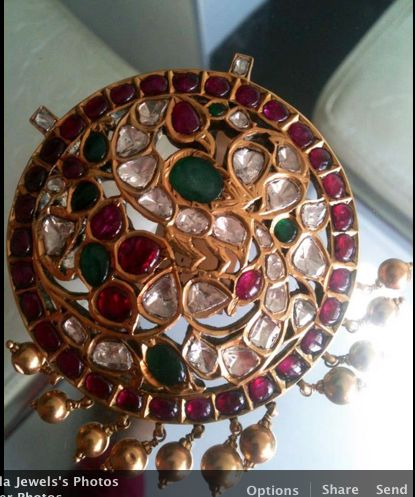 la Jewels's Photos
er Photos
Options Share Send